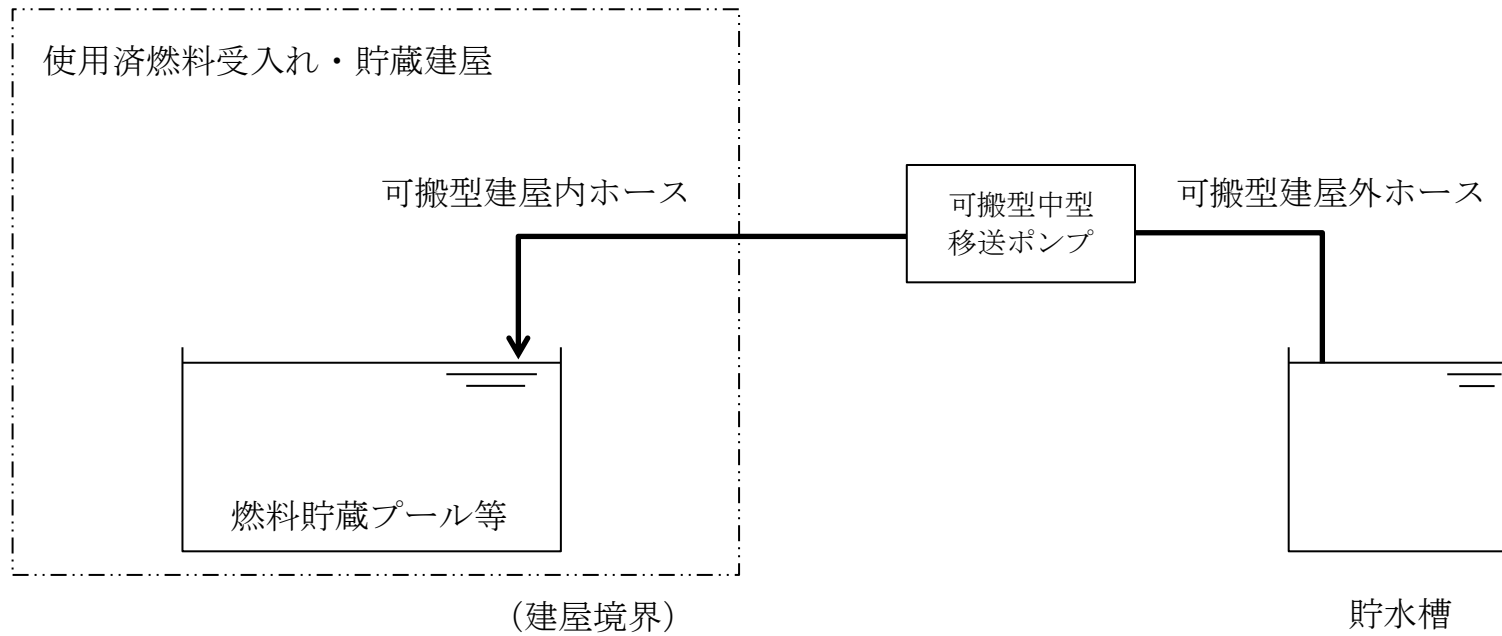 使用済燃料受入れ・貯蔵建屋
可搬型建屋内ホース
可搬型中型
移送ポンプ
可搬型建屋外ホース
燃料貯蔵プール等
（建屋境界）
貯水槽